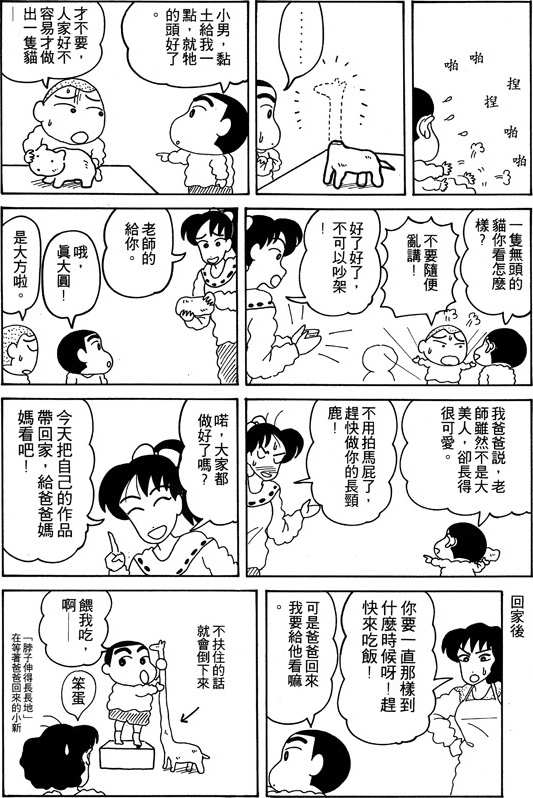 啪
啪
捏
捏
啪
啪
………
小男，黏
土給我一
點，就牠
的頭好了
。
才不要，
人家好不
容易才做
出一隻貓
——
一隻無頭的
貓你看怎麼
樣？
不要隨便
亂講！
好了好了，
不可以吵架
！
老師的
給你。
哦，
真大圓！
是大方啦。
我爸爸說，老
師雖然不是大
美人，卻長得
很可愛。
不用拍馬屁了，
趕快做你的長頸
鹿！
喏，大家都
做好了嗎？
今天把自己的作品
帶回家，給爸爸媽
媽看吧！
回家後
你要一直那樣到
什麼時候呀！趕
快來吃飯！
可是爸爸回來
我要給他看嘛
不扶住的話
就會倒下來
餵我吃，
啊——
笨蛋
「脖子伸得長長地」
在等著爸爸回來的小新